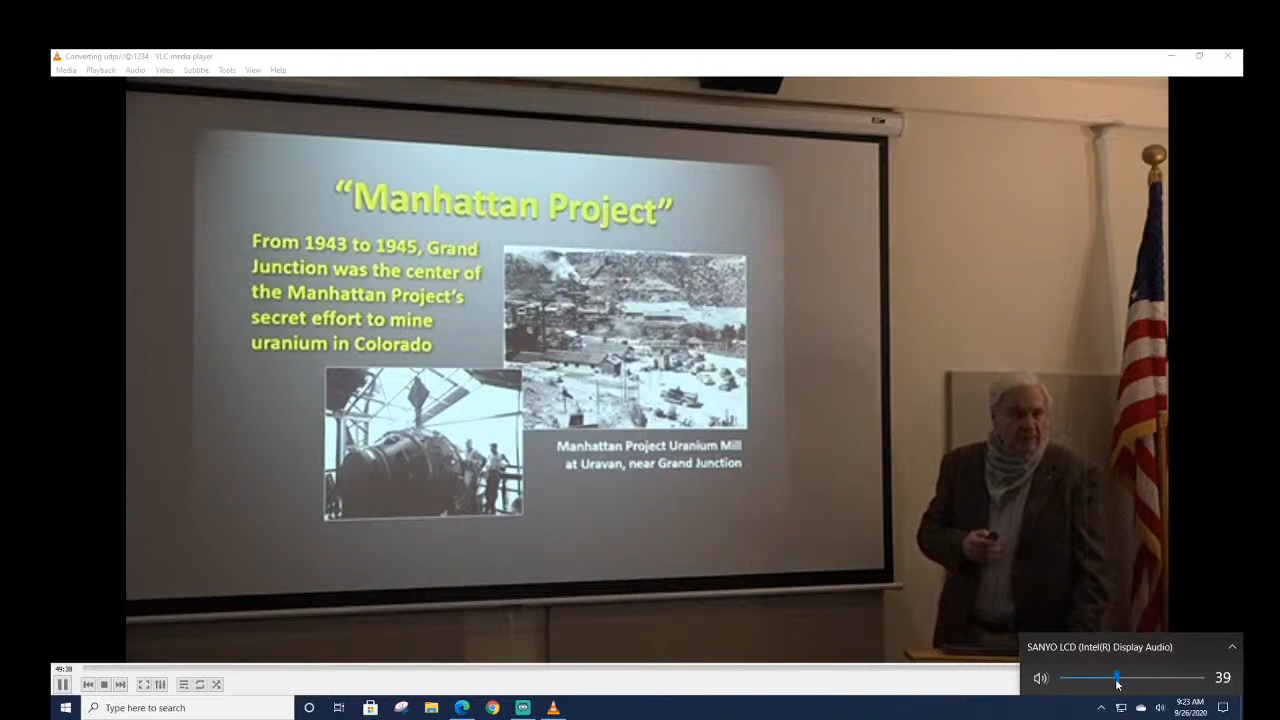 Converting udp://@:1234 - VLC media player
Media Playback Audio Video Subtitle Tools View Help
“Manhattan Project”
From 1943 to 1945, Grand
Junction was the center of
the Manhattan Project’s
secret effort to mine
uranium in Colorado
Manhattan Project Uranium Mill
at Uravan, near Grand Junction
SANYO LCD (Intel(R) Display Audio)
39
49:38
Type here to search
9:23 AM
9/26/2020